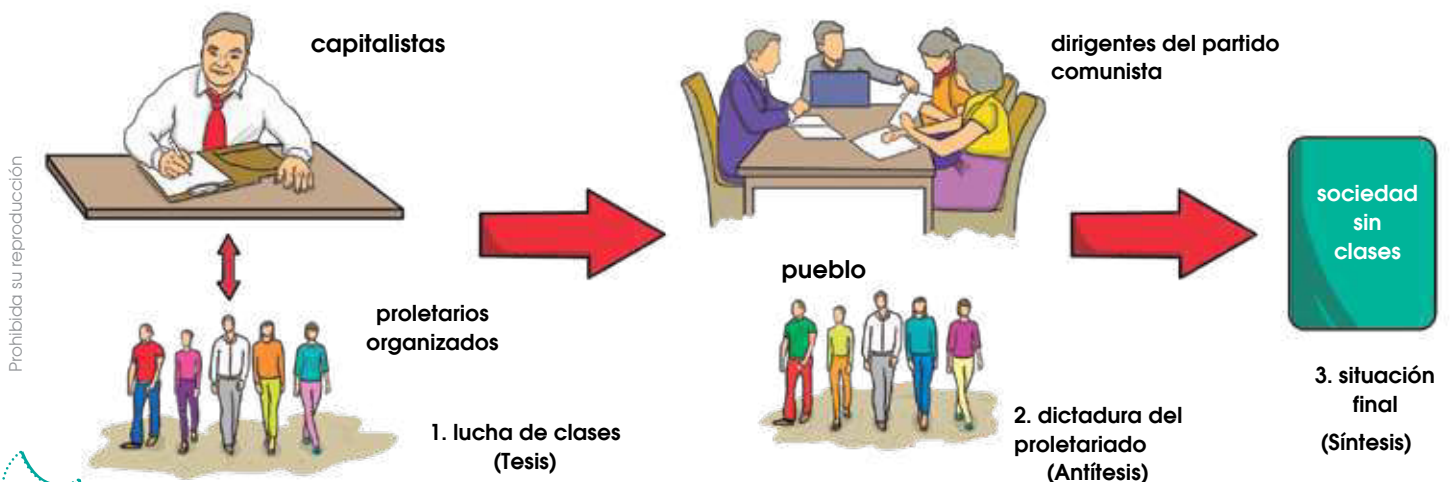 capitalistas
proletarios
organizados
1. lucha de clases
(Tesis)
dirigentes del partido
comunista
pueblo
2. dictadura del
proletariado
(Antítesis)
sociedad
sin
clases
3. situación
final
(Síntesis)
Prohibida su reproducción